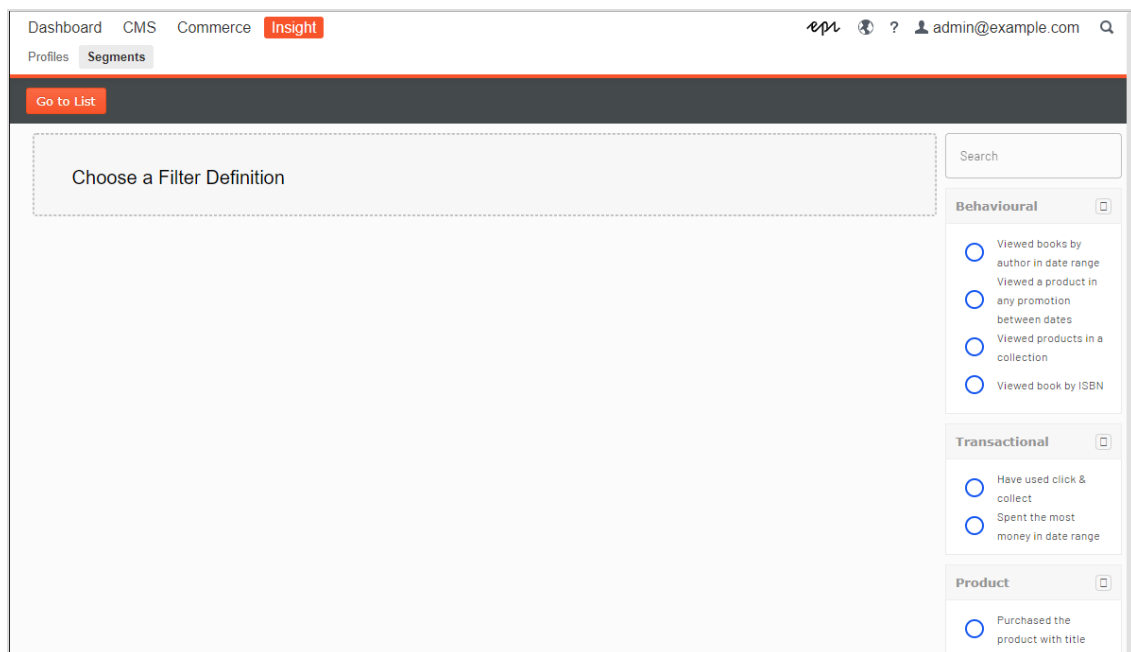 Dashboard CMS Commerce Insight epi ? admin@example.com
Profiles Segments
Go to List
Choose a Filter Definition
Search
Behavioural
Viewed books by
author in date range
Viewed a product in
any promotion
between dates
Viewed products in a
collection
Viewed book by ISBN
Transactional
Have used click &
collect
Spent the most
money in date range
Product
Purchased the
product with title